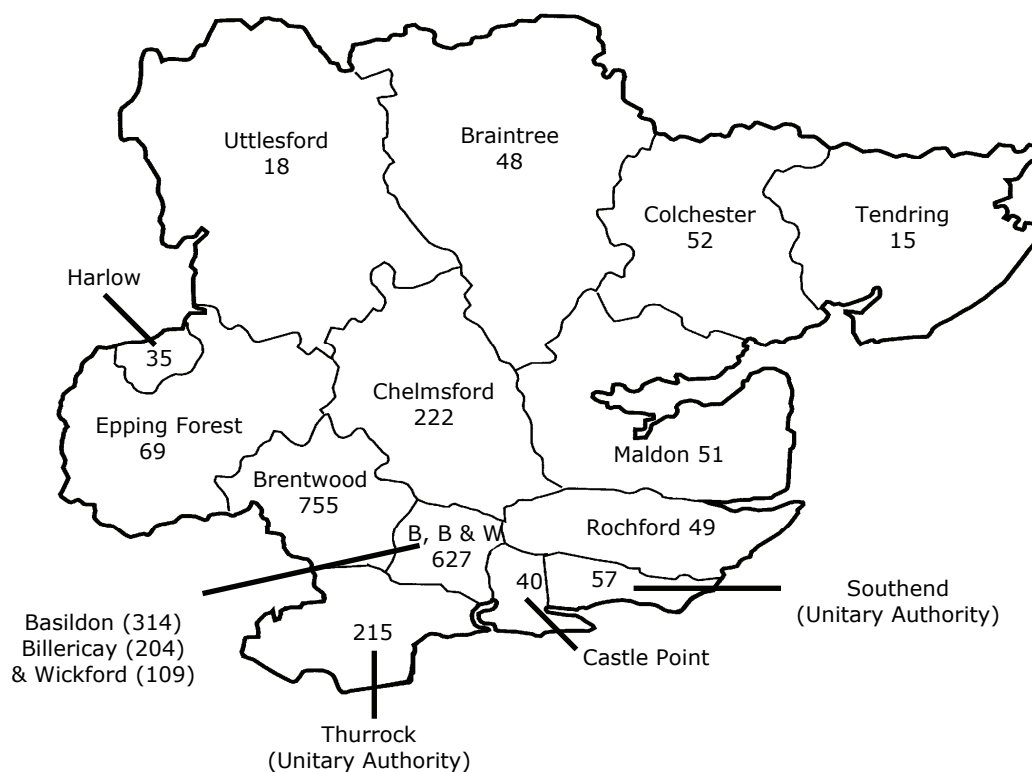 Uttlesford
18
Braintree
48
Colchester
52
Tendring
15
Harlow
35
Chelmsford
222
Epping Forest
69
Maldon 51
Brentwood
755
B, B & W
627
Rochford 49
40
57
Southend
(Unitary Authority)
Basildon (314)
Billericay (204)
& Wickford (109)
215
Castle Point
Thurrock
(Unitary Authority)